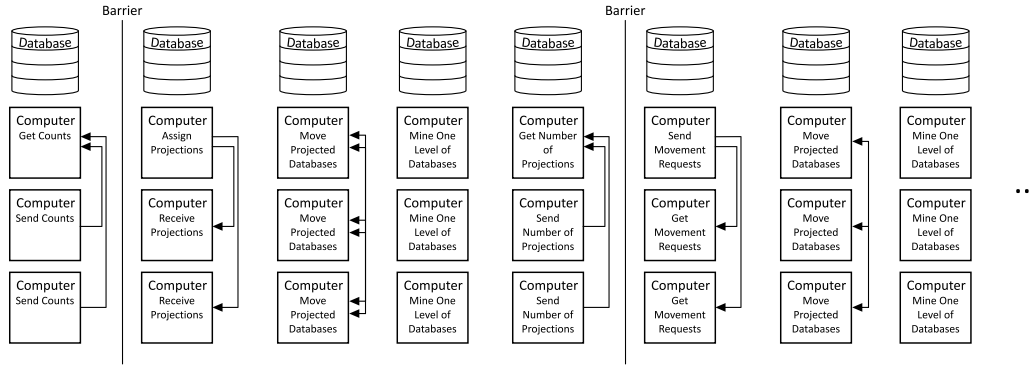 Barrier
Barrier
Database
Database
Database
Database
Database
Database
Database
Database
Computer
Get Counts
Computer
Send Counts
Computer
Send Counts
Computer
Assign
Projections
Computer
Receive
Projections
Computer
Receive
Projections
Computer
Move
Projected
Databases
Computer
Move
Projected
Databases
Computer
Move
Projected
Databases
Computer
Mine One
Level of
Databases
Computer
Mine One
Level of
Databases
Computer
Mine One
Level of
Databases
Computer
Get Number
of
Projections
Computer
Send
Number of
Projections
Computer
Send
Number of
Projections
Computer
Send
Movement
Requests
Computer
Get
Movement
Requests
Computer
Get
Movement
Requests
Computer
Move
Projected
Databases
Computer
Move
Projected
Databases
Computer
Move
Projected
Databases
Computer
Mine One
Level of
Databases
Computer
Mine One
Level of
Databases
Computer
Mine One
Level of
Databases
..